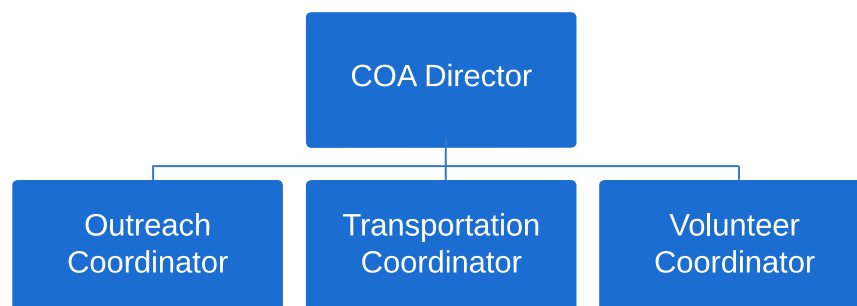 COA Director
Outreach
Coordinator
Transportation
Coordinator
Volunteer
Coordinator